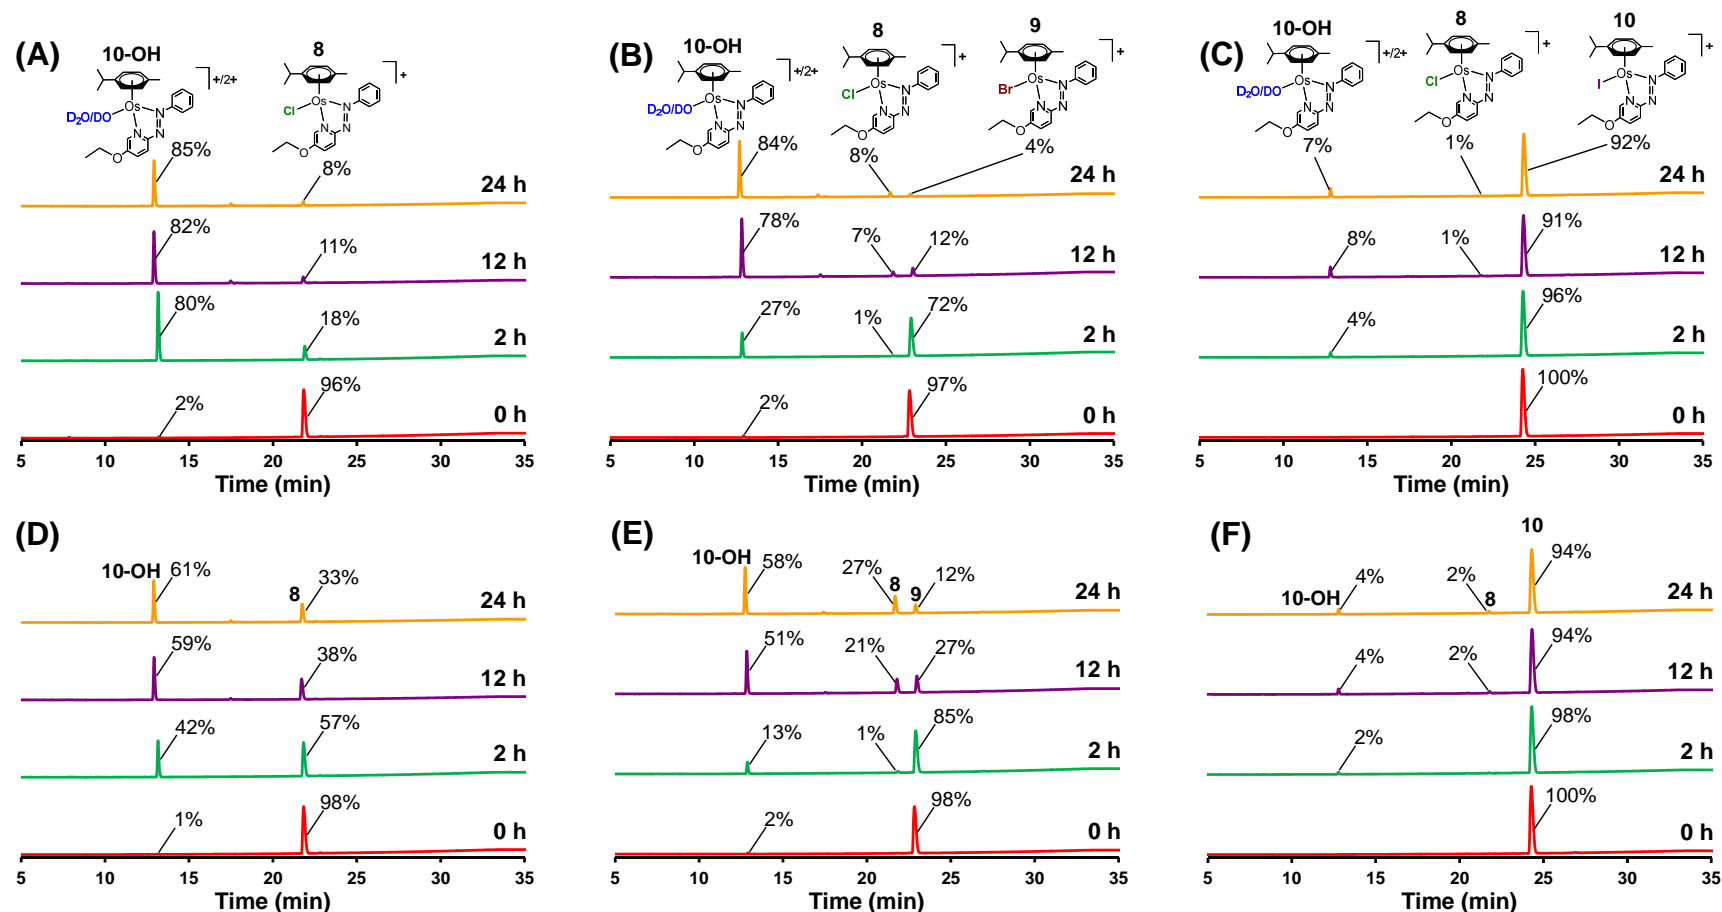 (A)
10-OH
8
]+/2+
]+
D2O/DO
Os
N
N
N
O
Cl
Os
N
N
N
O
85%
8%
24 h
82%
11%
12 h
80%
18%
2 h
2%
96%
0 h
5 10 15 20 25 30 35
Time (min)
(B)
10-OH
8
9
]+/2+
]+
]+
D2O/DO
Os
N
N
N
O
Cl
Os
N
N
N
O
Br
Os
N
N
N
O
84%
8%
4%
24 h
78%
7%
12%
12 h
27%
1%
72%
2 h
2%
97%
0 h
5 10 15 20 25 30 35
Time (min)
(C)
10-OH
8
10
]+/2+
]+
]+
D2O/DO
Os
N
N
N
O
Cl
Os
N
N
N
O
I
Os
N
N
N
O
7%
1%
92%
24 h
8%
1%
91%
12 h
4%
96%
2 h
100%
0 h
5 10 15 20 25 30 35
Time (min)
(D)
10-OH
61%
8
33%
24 h
59%
38%
12 h
42%
57%
2 h
1%
98%
0 h
5 10 15 20 25 30 35
Time (min)
(E)
10-OH
58%
27%
8
9
12%
24 h
51%
21%
27%
12 h
13%
1%
85%
2 h
2%
98%
0 h
5 10 15 20 25 30 35
Time (min)
(F)
10
10-OH
4%
2%
8
94%
24 h
4%
2%
94%
12 h
2%
98%
2 h
100%
0 h
5 10 15 20 25 30 35
Time (min)